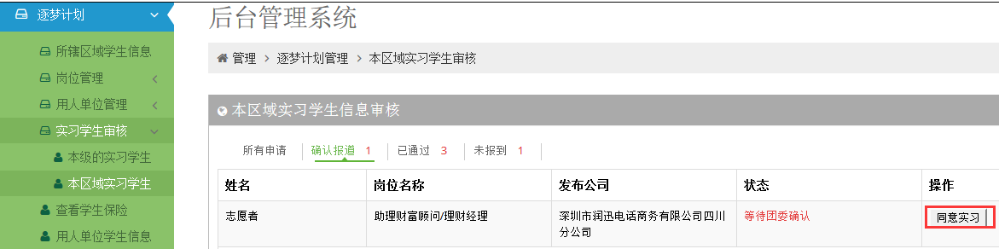 逐梦计划
后台管理系统
所辖区域学生信息
管理 > 逐梦计划管理 > 本区域实习学生审核
岗位管理
用人单位管理
本区域实习学生信息审核
实习学生审核
所有申请 确认报道 1 已通过 3 未报到 1
本级的实习学生
本区域实习学生
姓名 岗位名称 发布公司 状态 操作
查看学生保险
志愿者 助理财富顾问/理财经理 深圳市润迅电话商务有限公司四川 等待团委确认 同意实习
分公司
用人单位学生信息